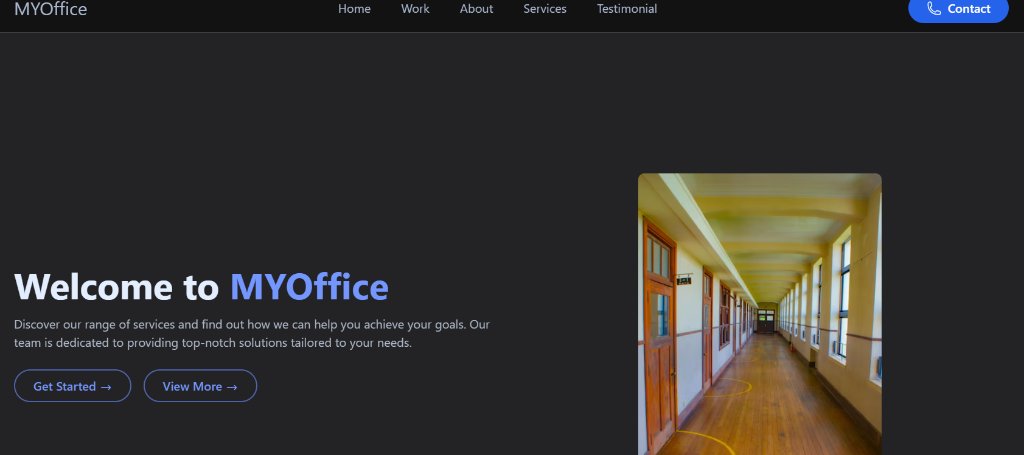 MYOffice
Home Work About Services Testimonial
Contact
Welcome to MYOffice
Discover our range of services and find out how we can help you achieve your goals. Our
team is dedicated to providing top-notch solutions tailored to your needs.
Get Started →
View More →